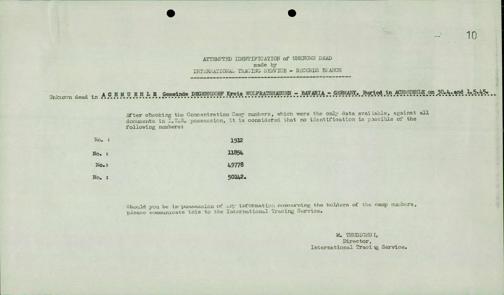 10
ATTEMPTED IDENTIFICATION of UNKNOWN DEAD
made by
INTERNATIONAL TRACING SERVICE - RECORDS BRANCH
Unknown dead in ACHMUEHLE Gemeinde DEGERNDORF Kreis WOLFRATSHAUSEN - BAVARIA - GERMANY, Buried in ACHMUEHLE on 30.4.and 1.5.45.
After checking the Concentration Camp numbers, which were the only data available, against all
documents in I.T.S. possession, it is considered that no identification is possible of the
following numbers:
No. : 1512
No. : 11854
No. : 49778
No. : 50142.
Should you be in possession of any information concerning the holders of the camp numbers,
please communicate this to the International Tracing Service.
M.
Director,
International Tracing Service.